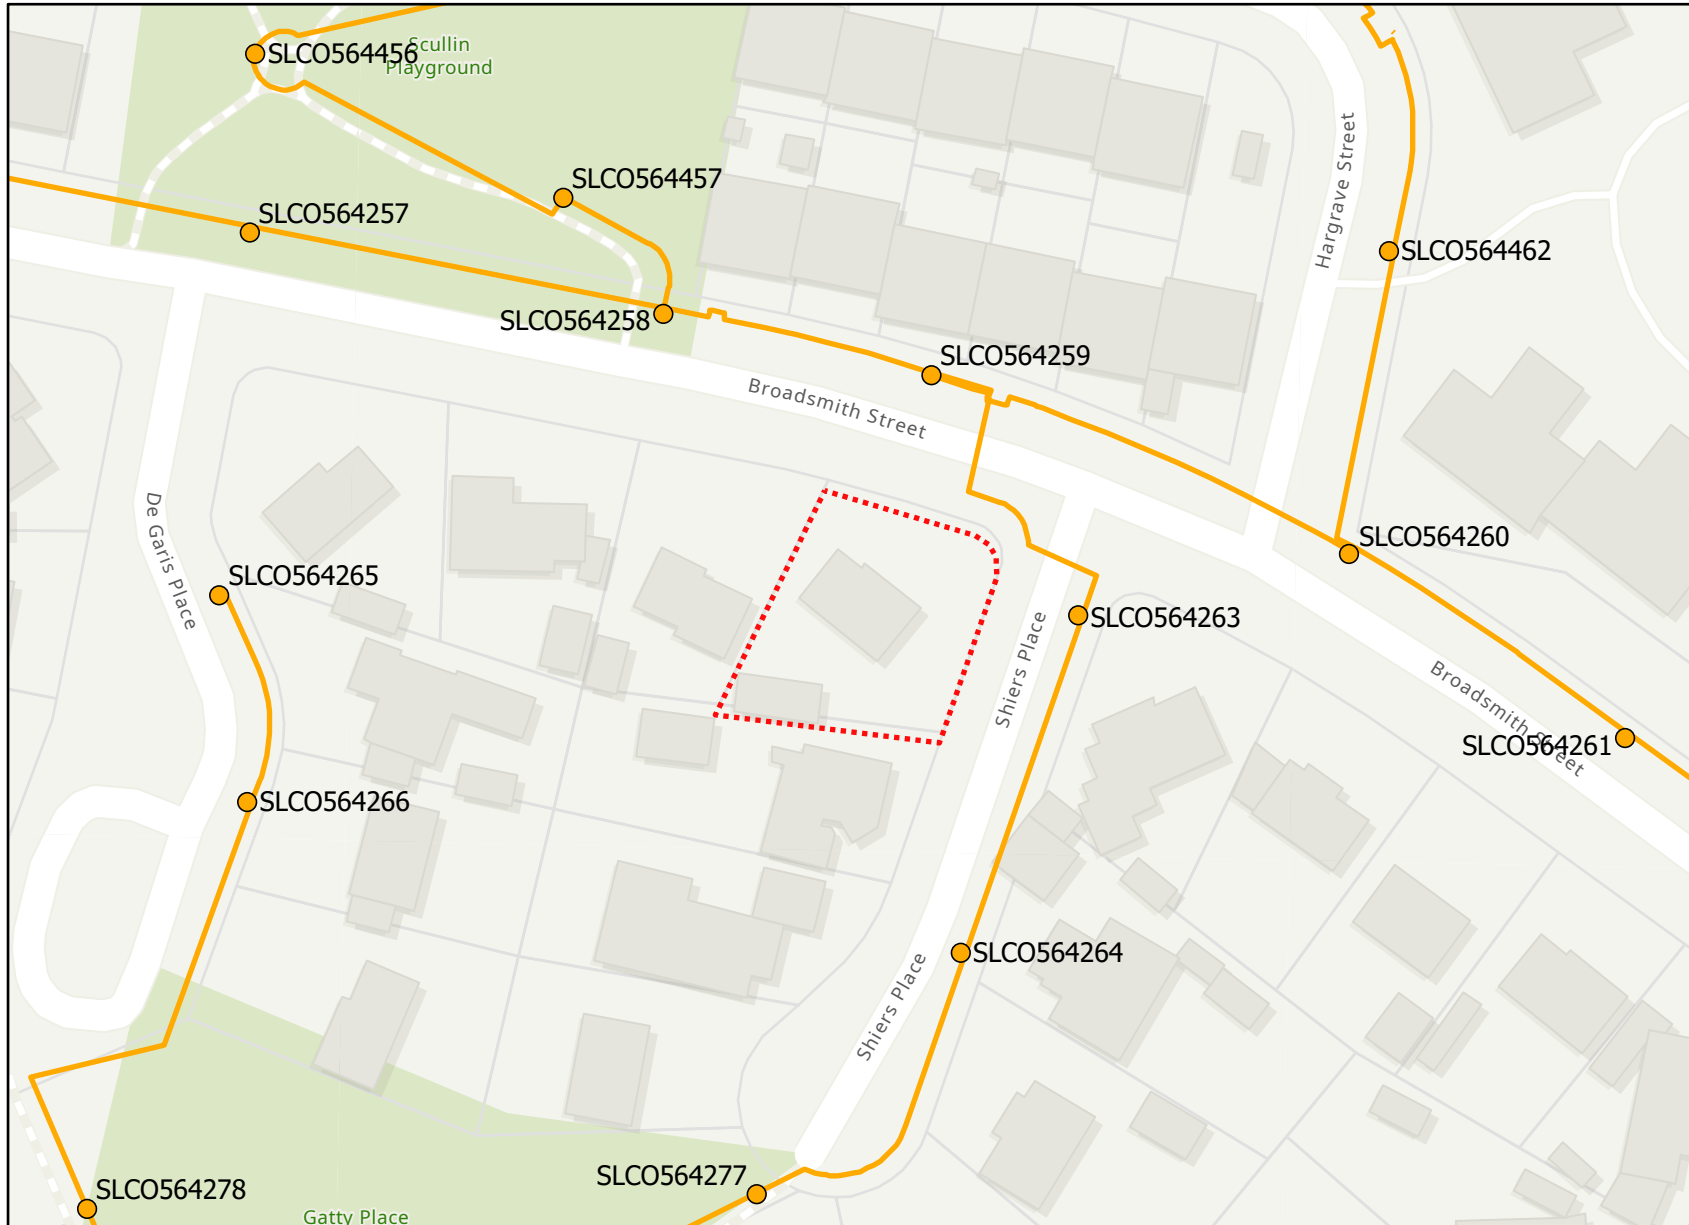 SLCO564456
Scullin
Playground
SLCO564457
SLCO564257
SLCO564258
SLCO564259
Hargrave Street
SLCO564462
Broadsmith Street
SLCO564260
De Garis Place
SLCO564265
SLCO564263
Shiers Place
Broadsmith Street
SLCO564261
SLCO564266
SLCO564264
Shiers Place
SLCO564278
SLCO564277
Gatty Place